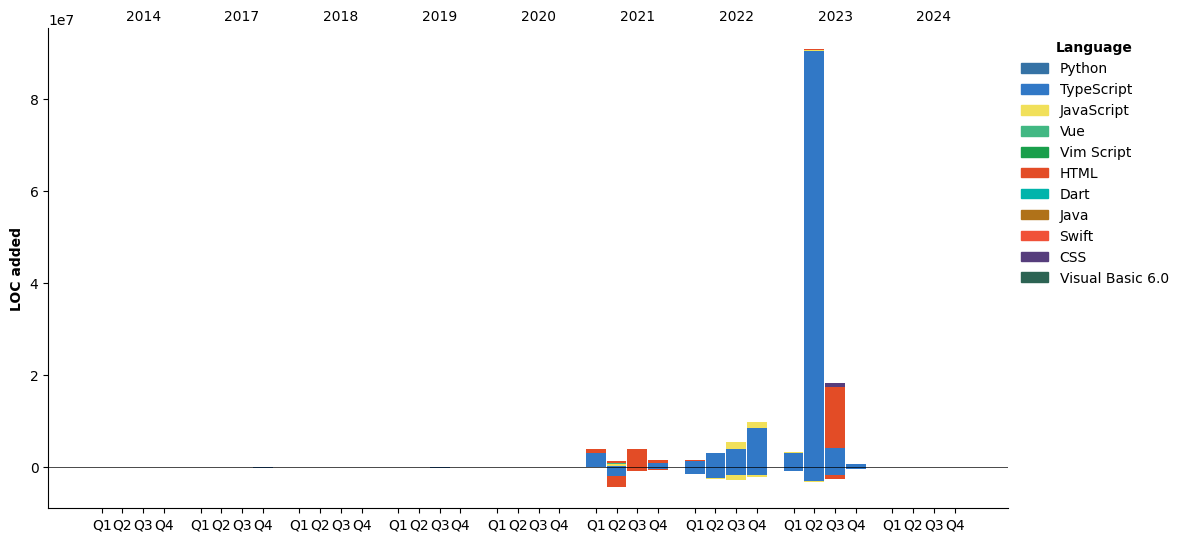 1e7
2014 2017 2018 2019 2020 2021 2022 2023 2024
Language
Python
TypeScript
JavaScript
Vue
Vim Script
HTML
Dart
Java
Swift
CSS
Visual Basic 6.0
LOC added
8
6
4
2
0
Q1 Q2 Q3 Q4 Q1 Q2 Q3 Q4 Q1 Q2 Q3 Q4 Q1 Q2 Q3 Q4 Q1 Q2 Q3 Q4 Q1 Q2 Q3 Q4 Q1 Q2 Q3 Q4 Q1 Q2 Q3 Q4 Q1 Q2 Q3 Q4